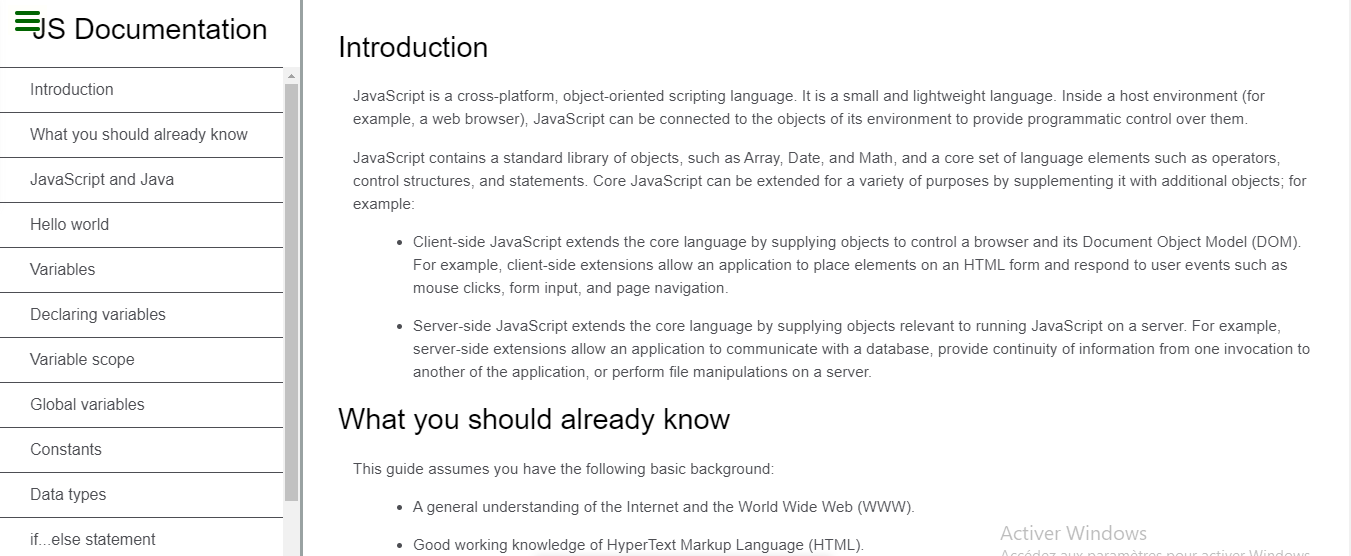 JS Documentation
Introduction
What you should already know
JavaScript and Java
Hello world
Variables
Declaring variables
Variable scope
Global variables
Constants
Data types
if...else statement
Introduction
JavaScript is a cross-platform, object-oriented scripting language. It is a small and lightweight language. Inside a host environment (for
example, a web browser), JavaScript can be connected to the objects of its environment to provide programmatic control over them.
JavaScript contains a standard library of objects, such as Array, Date, and Math, and a core set of language elements such as operators,
control structures, and statements. Core JavaScript can be extended for a variety of purposes by supplementing it with additional objects; for
example:
• Client-side JavaScript extends the core language by supplying objects to control a browser and its Document Object Model (DOM).
For example, client-side extensions allow an application to place elements on an HTML form and respond to user events such as
mouse clicks, form input, and page navigation.
• Server-side JavaScript extends the core language by supplying objects relevant to running JavaScript on a server. For example,
server-side extensions allow an application to communicate with a database, provide continuity of information from one invocation to
another of the application, or perform file manipulations on a server.
What you should already know
This guide assumes you have the following basic background:
• A general understanding of the Internet and the World Wide Web (WWW).
• Good working knowledge of HyperText Markup Language (HTML).
Activer Windows
Accédez aux paramètres pour activer Windows.